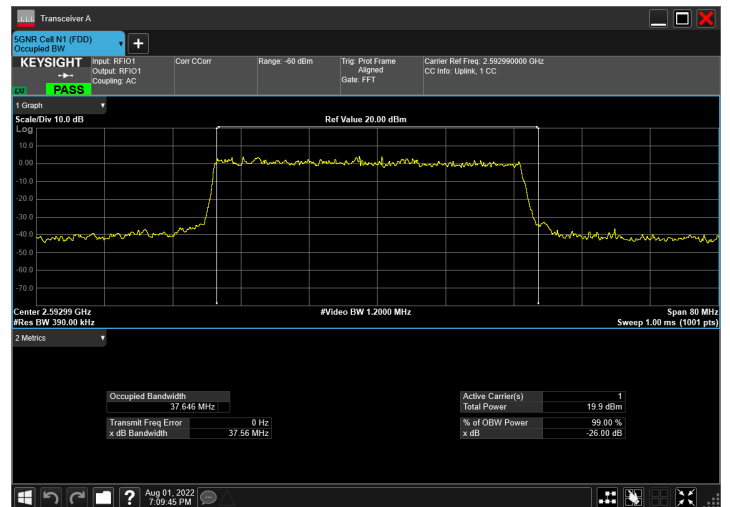 Transceiver A
5GNR Cell N1 (FDD)
Occupied BW
KEYSIGHT Input: RFIO1 Corr CCorr Range: -60 dBm Trig: Prot Frame Carrier Ref Freq: 2.592990000 GHz
Output: RFIO1 Aligned CC Info: Uplink, 1 CC
Coupling: AC Gate: FFT
LXI PASS
1 Graph
Scale/Div 10.0 dB Ref Value 20.00 dBm
Log
10.0
0.00
-10.0
-20.0
-30.0
-40.0
-50.0
-60.0
-70.0
Center 2.59299 GHz #Video BW 1.2000 MHz Span 80 MHz
#Res BW 390.00 kHz Sweep 1.00 ms (1001 pts)
2 Metrics
Occupied Bandwidth Active Carrier(s) 1
37.646 MHz Total Power 19.9 dBm
Transmit Freq Error 0 Hz % of OBW Power 99.00 %
x dB Bandwidth 37.56 MHz x dB -26.00 dB
Aug 01, 2022
7:09:45 PM